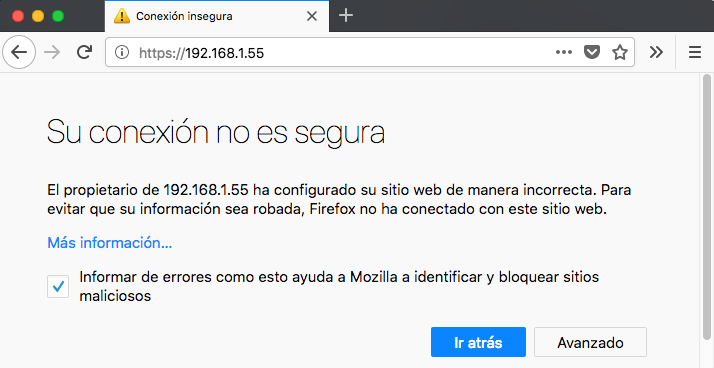 Conexión insegura
https://192.168.1.55
Su conexión no es segura
El propietario de 192.168.1.55 ha configurado su sitio web de manera incorrecta. Para
evitar que su información sea robada, Firefox no ha conectado con este sitio web.
Más información...
Informar de errores como esto ayuda a Mozilla a identificar y bloquear sitios
maliciosos
Ir atrás
Avanzado